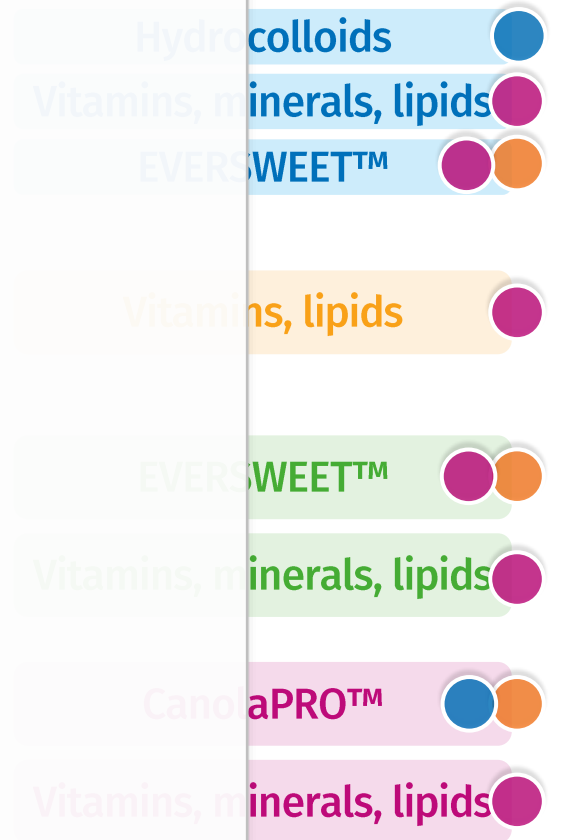 Hydrocolloids
Vitamins, minerals, lipids
EVERSWEET™
Vitamins, lipids
EVERSWEET™
Vitamins, minerals, lipids
CanolaPRO™
Vitamins, minerals, lipids